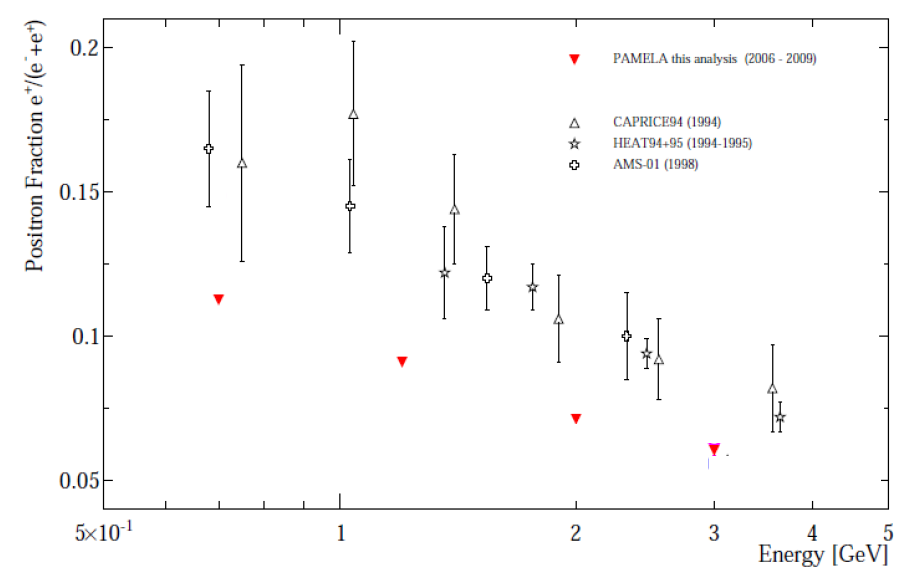 Positron Fraction e⁺/(e⁻+e⁺)
0.2
0.15
0.1
0.05
PAMELA this analysis (2006 - 2009)
CAPRICE94 (1994)
HEAT94+95 (1994-1995)
AMS-01 (1998)
5×10⁻¹
1
2
3
4
5
Energy [GeV]